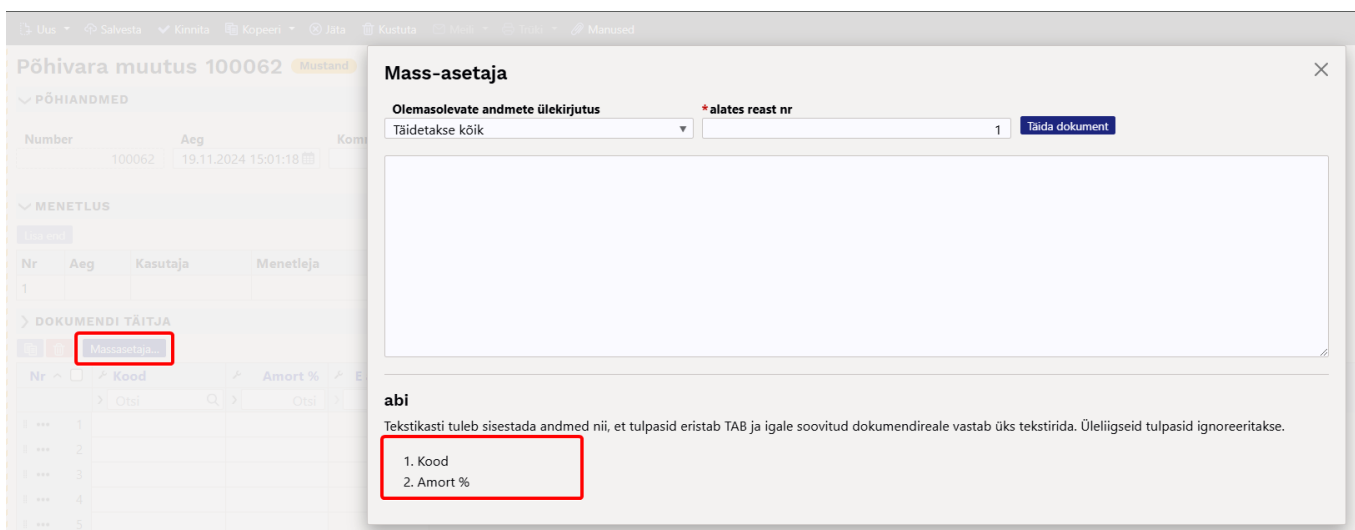 Uus Salvesta Kinnita Kopeeri Jäta Kustuta Meili Trüki Manused
Põhivara muutus 100062 Mustand
PÕHIANDMED
Number Aeg
100062 19.11.2024 15:01:18
MENETLUS
Nr Aeg Kasutaja Menetleja
1
DOKUMENDI TÄITJA
Massasetaja...
Nr Kood Amort %
Otsi Otsi
1
2
3
4
5
Mass-asetaja
Olemasolevate andmete ülekirjutus *alates reast nr
Täidetakse kõik 1 Täida dokument
abi
Tekstikasti tuleb sisestada andmed nii, et tulpasid eristab TAB ja igale soovitud dokumendireale vastab üks tekstirida. Üleliigseid tulpasid ignoreeritakse.
1. Kood
2. Amort %